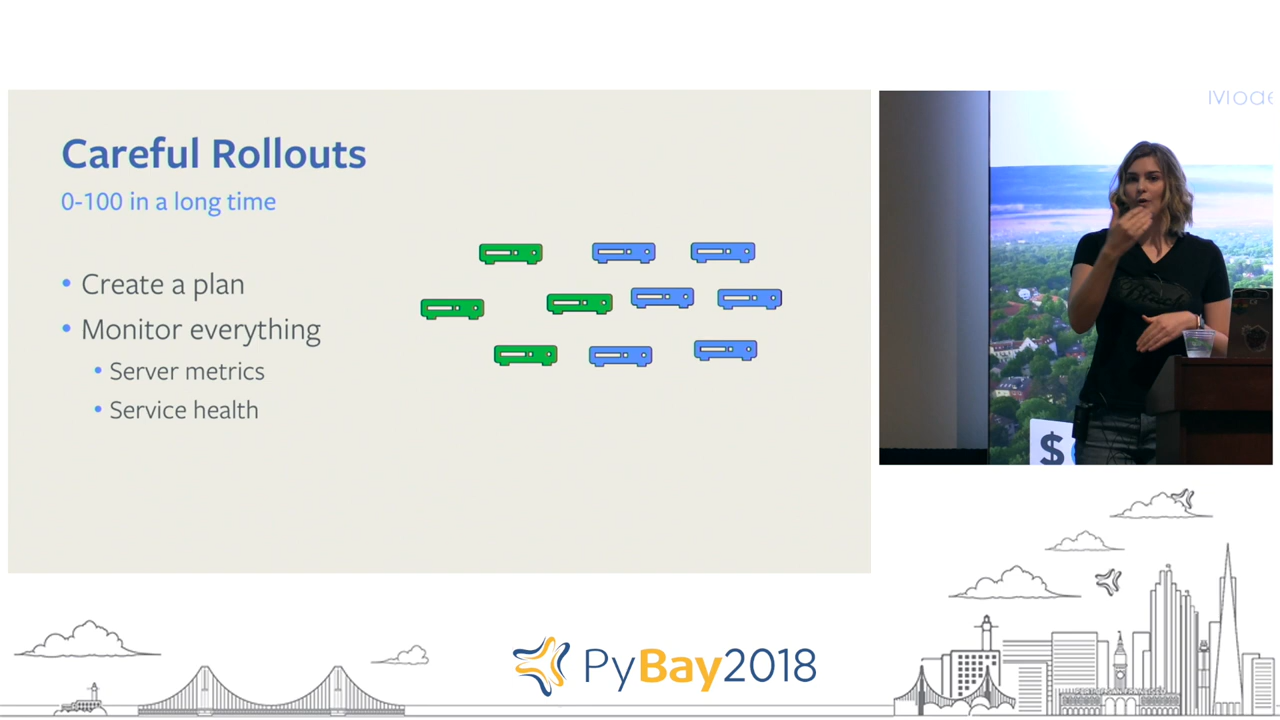 Careful Rollouts
0-100 in a long time
• Create a plan
• Monitor everything
• Server metrics
• Service health
$
PyBay2018